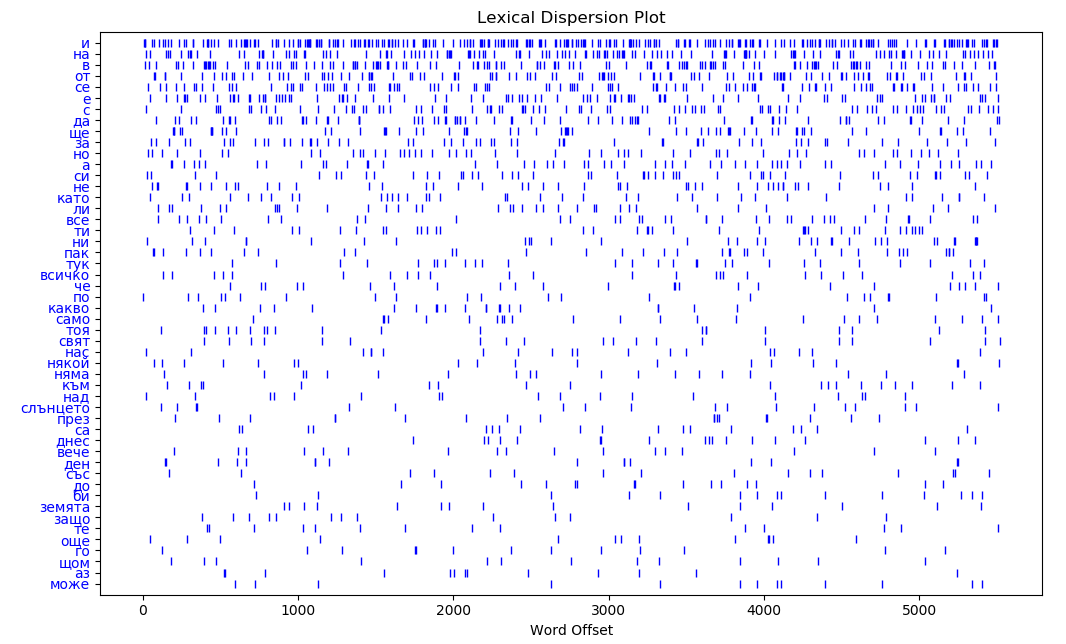 Lexical Dispersion Plot
и
на
в
от
се
е
с
да
ще
за
но
а
си
не
като
ли
все
ти
ни
пак
тук
всичко
че
по
какво
само
тоя
свят
нас
някой
няма
към
над
слънцето
през
са
днес
вече
ден
със
до
би
земята
защо
те
още
го
щом
аз
може
0 1000 2000 3000 4000 5000
Word Offset